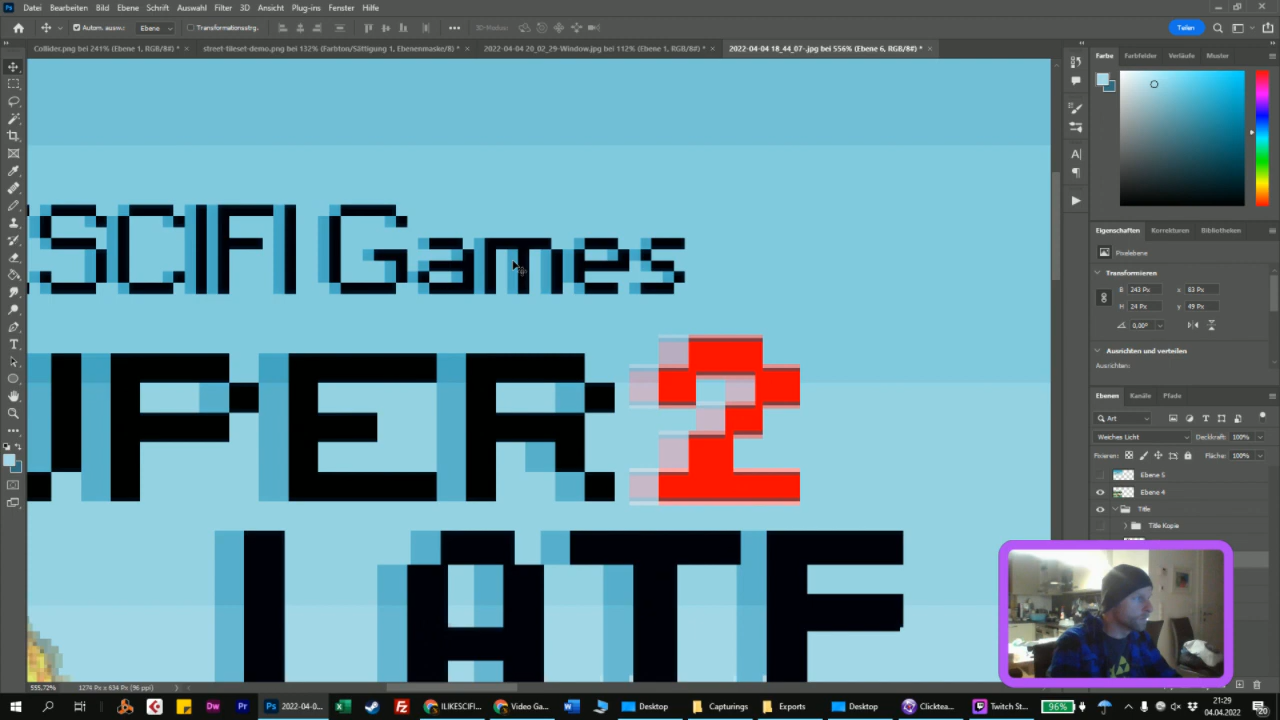 Datei Bearbeiten Bild Ebene Schrift Auswahl Filter 3D Ansicht Plug-ins Fenster Hilfe
Autom. ausw.: Ebene Transformationsstrg. 3D-Modus: Teilen
Collider.png bei 241% (Ebene 1, RGB/8#) * street-tileset-demo.png bei 132% (Farbton/Sättigung 1, Ebenenmaske/8) * 2022-04-04 20_02_29-Window.jpg bei 112% (Ebene 1, RGB/8#) * 2022-04-04 18_44_07-.jpg bei 556% (Ebene 6, RGB/8#) *
Farbe Farbfelder Verläufe Muster
SCIFI Games
PER 2
LATE
Eigenschaften Korrekturen Bibliotheken
Pixelebene
Transformieren
B 243 Px X 83 Px
H 24 Px Y 49 Px
0,00°
Ausrichten und verteilen
Ausrichten:
Ebenen Kanäle Pfade
Art
Weiches Licht Deckkraft: 100%
Fixieren: Fläche: 100%
Ebene 5
Ebene 4
Title
Title Kopie
555,72% 1274 Px x 634 Px (96 ppi)
2022-04-0... ILIKESCIFI... Video Ga... Desktop Capturings Exports Desktop Clicktea... Twitch St... 96% 21:29
04.04.2022
20